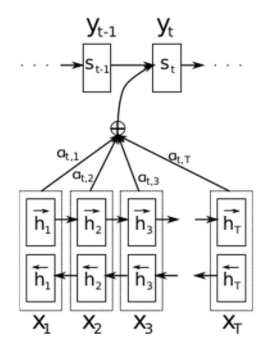 y_{t-1} y_t
. . . s_{t-1} s_t . . .
⊕
a_{t,1} a_{t,2} a_{t,3} a_{t,T}
\overrightarrow{h}_1 \overrightarrow{h}_2 \overrightarrow{h}_3 \overrightarrow{h}_T
\overleftarrow{h}_1 \overleftarrow{h}_2 \overleftarrow{h}_3 \overleftarrow{h}_T
x_1 x_2 x_3 x_T